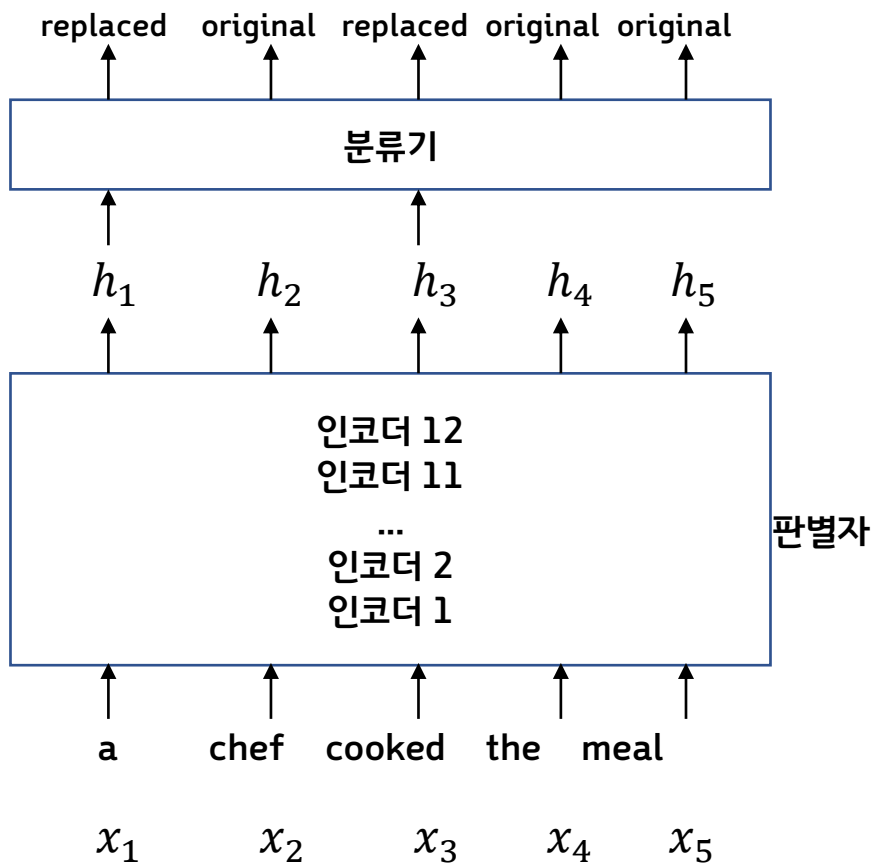 replaced original replaced original original
분류기
h₁ h₂ h₃ h₄ h₅
인코더 12
인코더 11
...
판별자
인코더 2
인코더 1
a chef cooked the meal
x₁ x₂ x₃ x₄ x₅